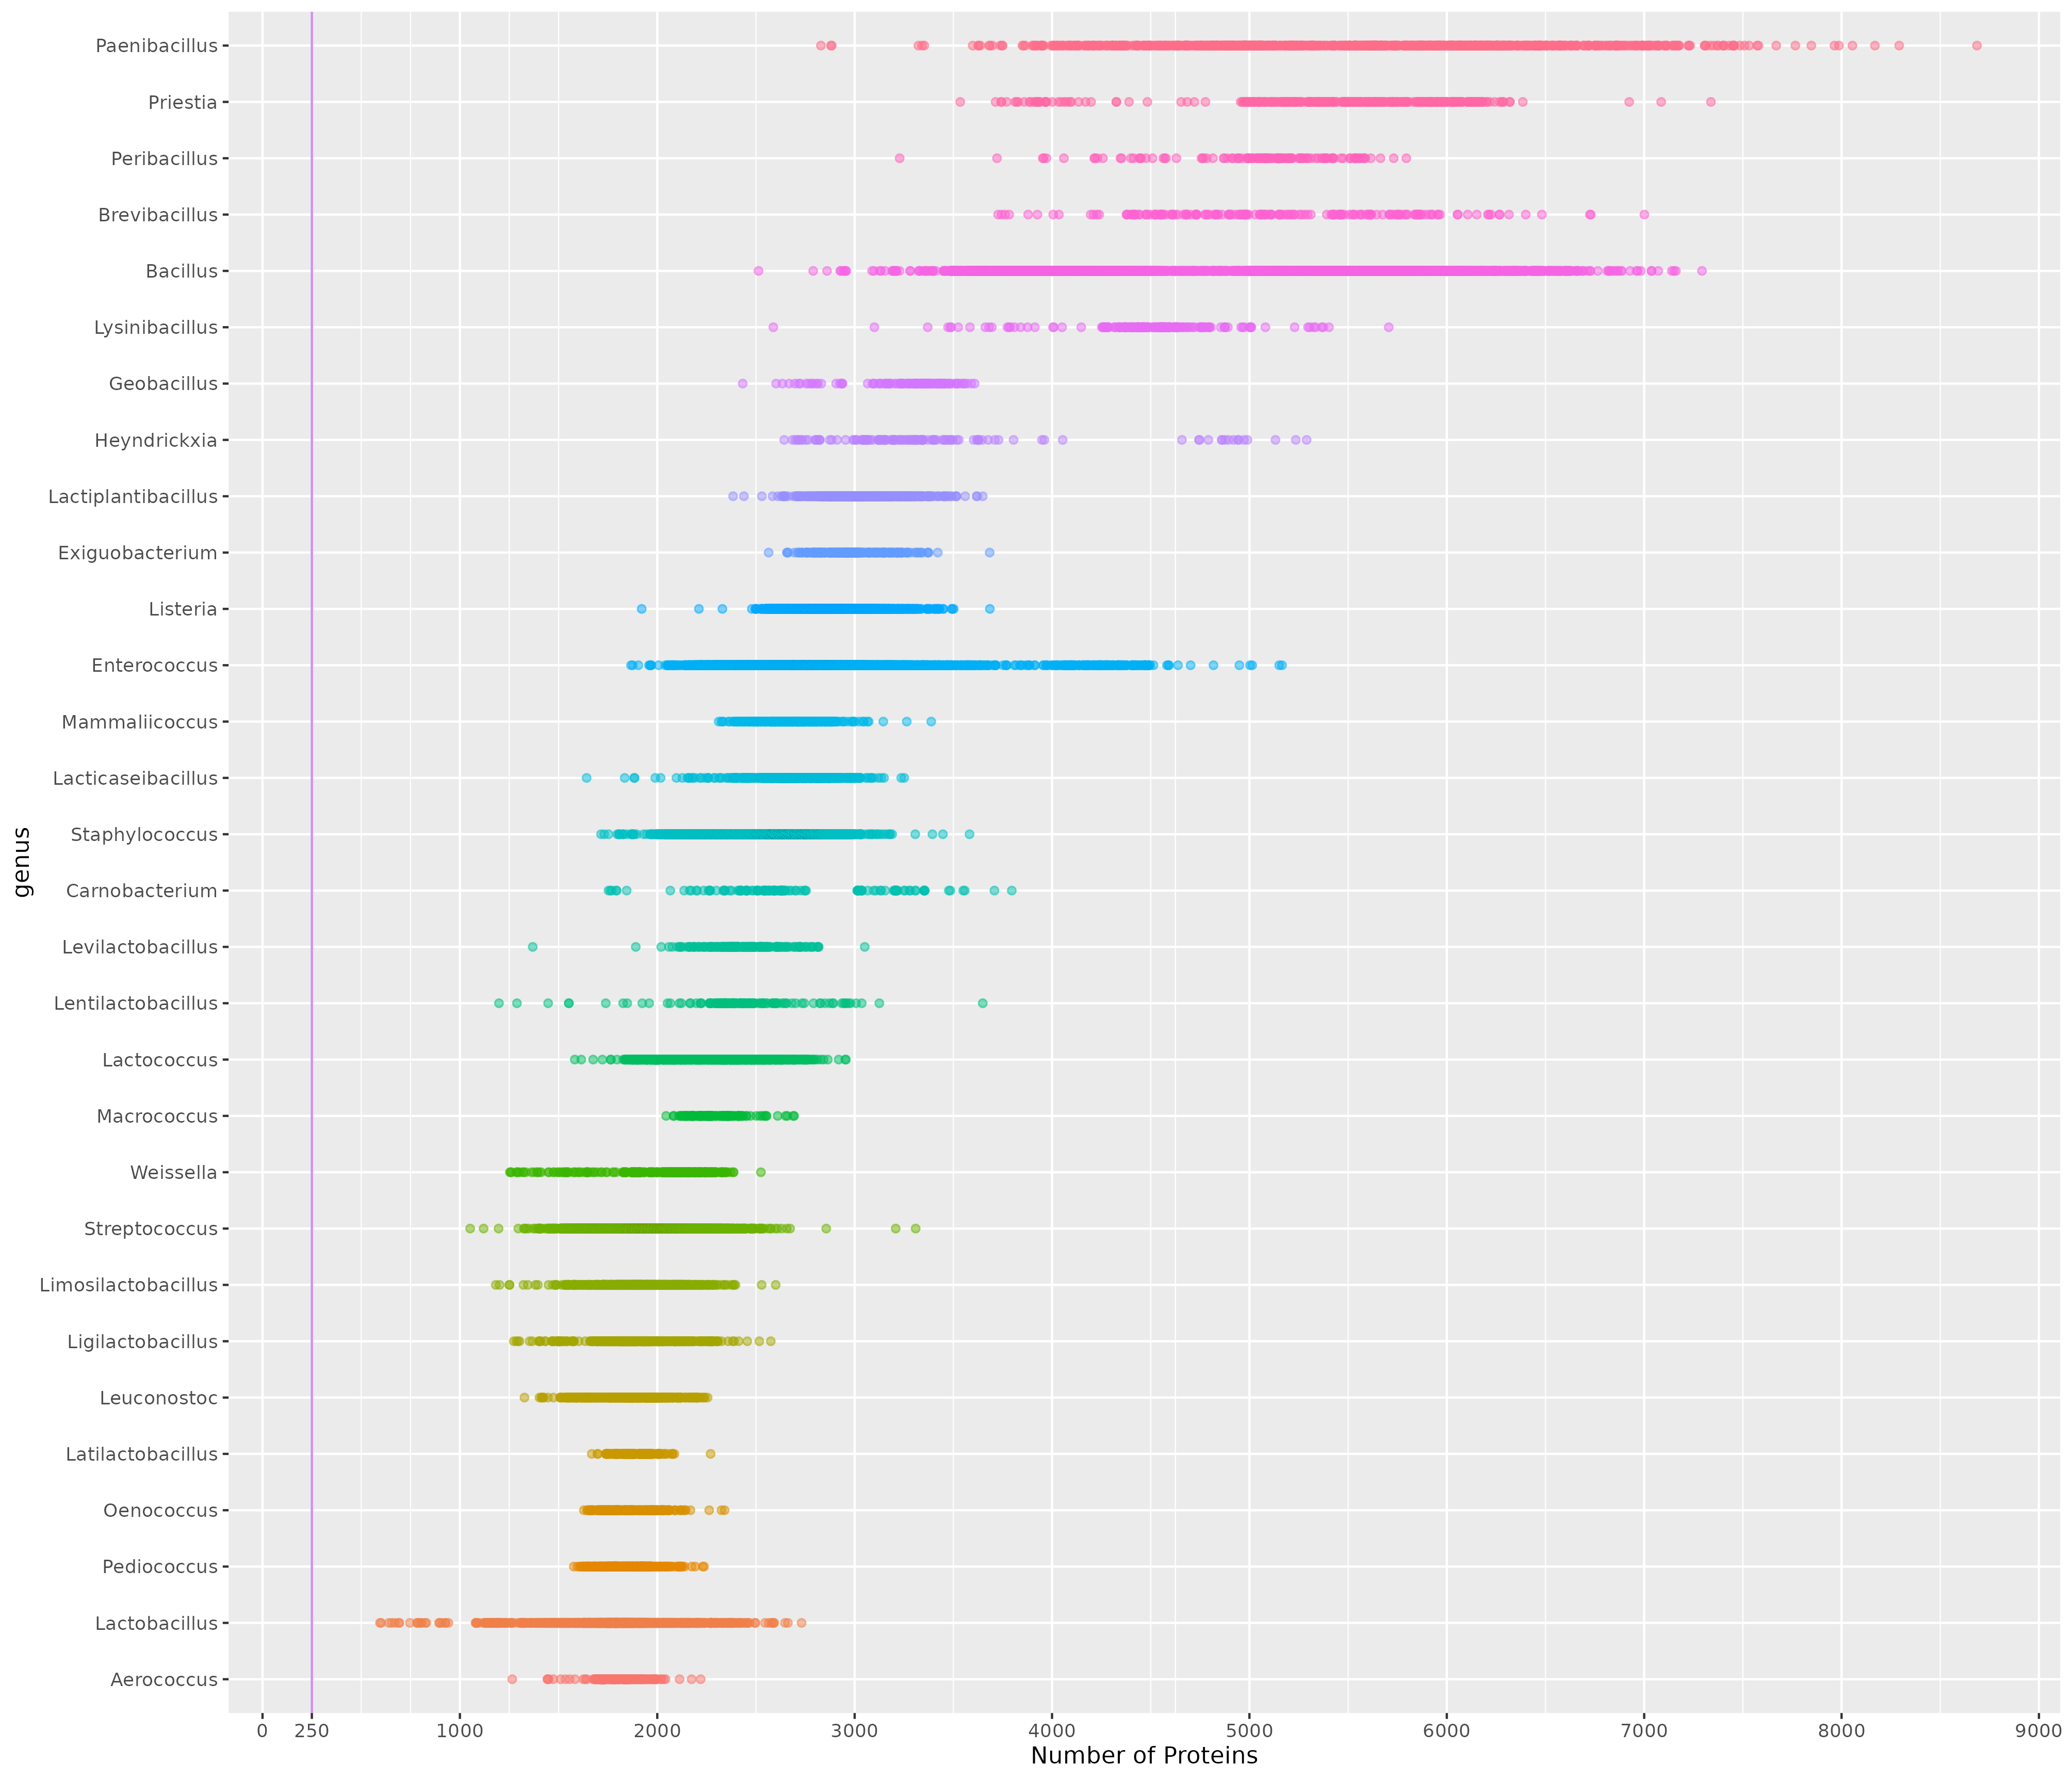 Paenibacillus
Priestia
Peribacillus
Brevibacillus
Bacillus
Lysinibacillus
Geobacillus
Heyndrickxia
Lactiplantibacillus
Exiguobacterium
Listeria
Enterococcus
Mammaliicoccus
Lacticaseibacillus
Staphylococcus
Carnobacterium
Levilactobacillus
Lentilactobacillus
Lactococcus
Macrococcus
Weissella
Streptococcus
Limosilactobacillus
Ligilactobacillus
Leuconostoc
Latilactobacillus
Oenococcus
Pediococcus
Lactobacillus
Aerococcus
genus
0 250 1000 2000 3000 4000 5000 6000 7000 8000 9000
Number of Proteins